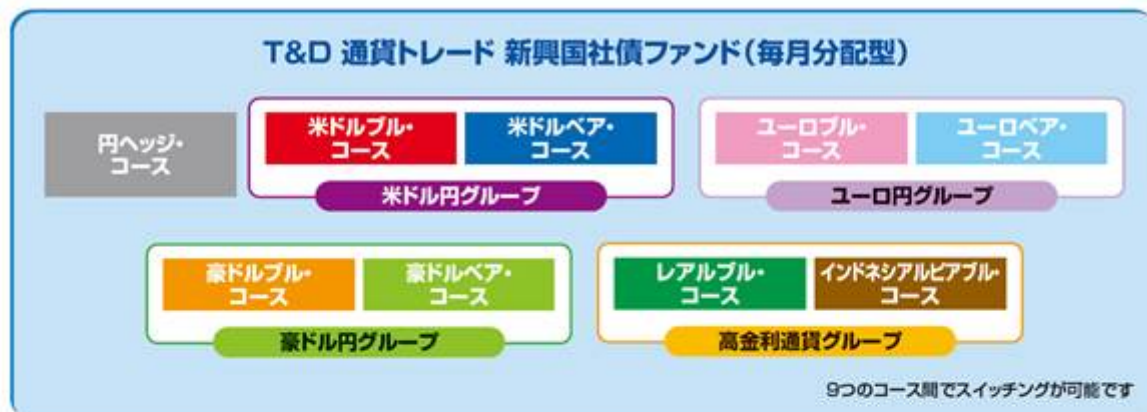 T&D 通貨トレード 新興国社債ファンド(毎月分配型)
円ヘッジ・
コース
米ドルブル・
コース
米ドルベア・
コース
米ドル円グループ
ユーロブル・
コース
ユーロベア・
コース
ユーロ円グループ
豪ドルブル・
コース
豪ドルベア・
コース
豪ドル円グループ
レアルブル・
コース
インドネシアルピアブル・
コース
高金利通貨グループ
9つのコース間でスイッチングが可能です